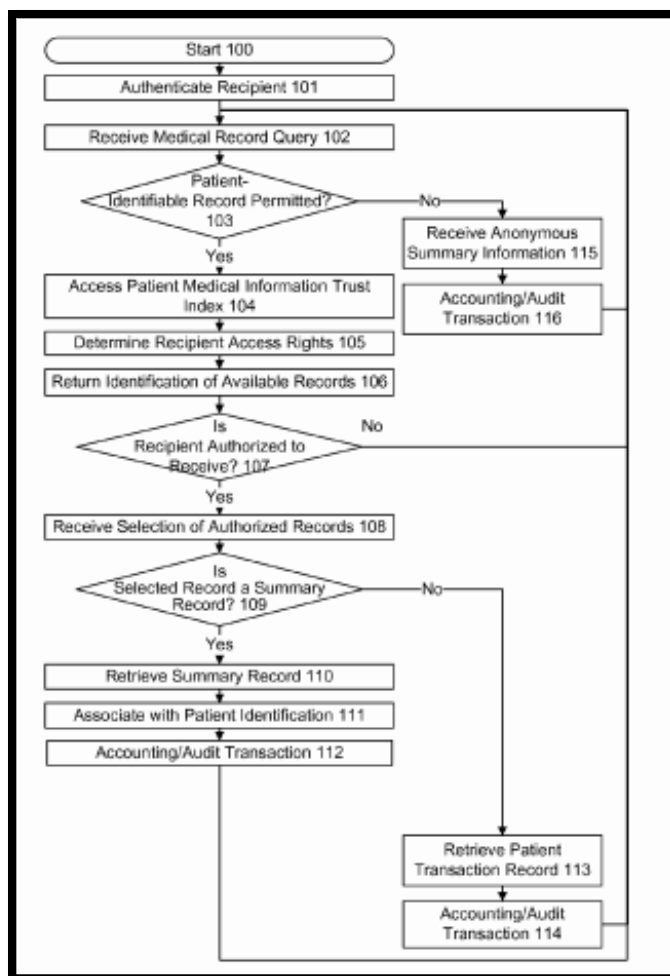 Start 100
Authenticate Recipient 101
Receive Medical Record Query 102
Patient-
Identifiable Record Permitted?
103
No
Yes
Receive Anonymous
Summary Information 115
Access Patient Medical Information Trust
Index 104
Accounting/Audit
Transaction 116
Determine Recipient Access Rights 105
Return Identification of Available Records 106
Is
Recipient Authorized to
Receive? 107
No
Yes
Receive Selection of Authorized Records 108
Is
Selected Record a Summary
Record? 109
No
Yes
Retrieve Summary Record 110
Associate with Patient Identification 111
Accounting/Audit Transaction 112
Retrieve Patient
Transaction Record 113
Accounting/Audit
Transaction 114